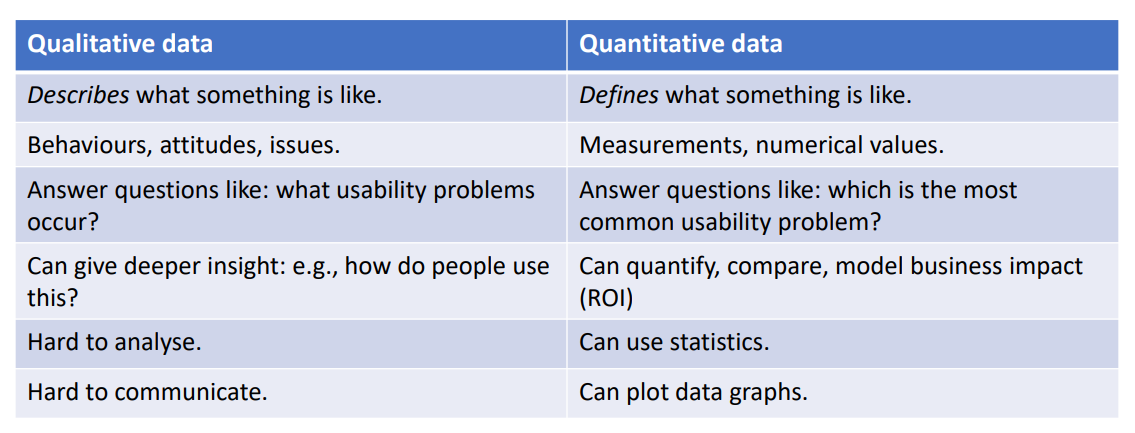 Qualitative data
Quantitative data
Describes what something is like.
Defines what something is like.
Behaviours, attitudes, issues.
Measurements, numerical values.
Answer questions like: what usability problems
occur?
Answer questions like: which is the most
common usability problem?
Can give deeper insight: e.g., how do people use
this?
Can quantify, compare, model business impact
(ROI)
Hard to analyse.
Can use statistics.
Hard to communicate.
Can plot data graphs.